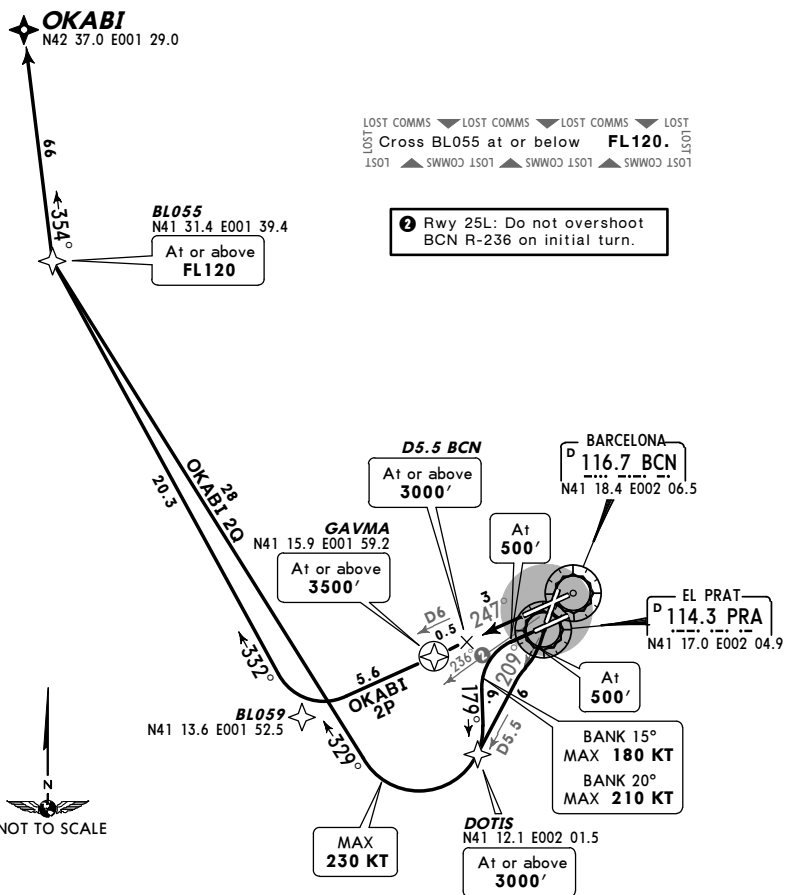 OKABI
N42 37.0 E001 29.0
66
354°
LOST COMMS LOST COMMS LOST COMMS LOST
LOST
Cross BL055 at or below FL120.
LOST
LOST COMMS LOST COMMS LOST COMMS LOST
BL055
N41 31.4 E001 39.4
At or above
FL120
2 Rwy 25L: Do not overshoot
BCN R-236 on initial turn.
20.3
28
OKABI 2Q
D5.5 BCN
At or above
3000'
BARCELONA
D 116.7 BCN
N41 18.4 E002 06.5
GAVMA
N41 15.9 E001 59.2
At or above
3500'
At
500'
EL PRAT
D 114.3 PRA
N41 17.0 E002 04.9
3
247°
D6
0.5
236° 2
At
500'
5.6
OKABI
2P
332°
209°
179°
6
D5.5
BL059
N41 13.6 E001 52.5
329°
BANK 15°
MAX 180 KT
BANK 20°
MAX 210 KT
N
NOT TO SCALE
MAX
230 KT
DOTIS
N41 12.1 E002 01.5
At or above
3000'